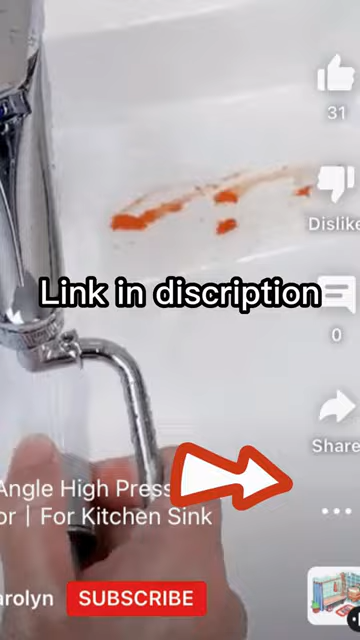 31
Dislike
Link in discription
0
Share
Angle High Press
or | For Kitchen Sink
arolyn
SUBSCRIBE